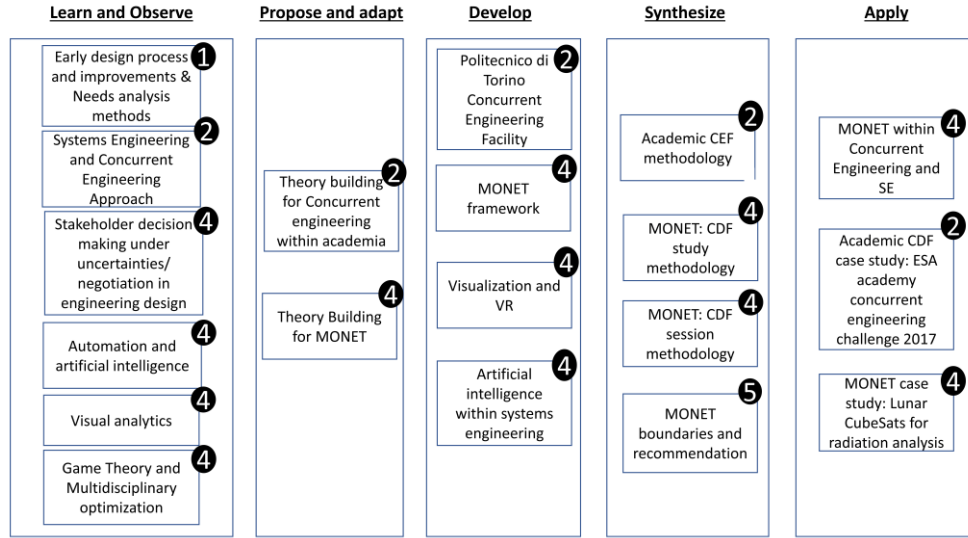 Learn and Observe
1
Early design process
and improvements &
Needs analysis
methods
2
Systems Engineering
and Concurrent
Engineering
Approach
4
Stakeholder decision
making under
uncertainties/
negotiation in
engineering design
4
Automation and
artificial intelligence
4
Visual analytics
4
Game Theory and
Multidisciplinary
optimization
Propose and adapt
2
Theory building
for Concurrent
engineering
within academia
4
Theory Building
for MONET
Develop
2
Politecnico di
Torino
Concurrent
Engineering
Facility
4
MONET
framework
4
Visualization and
VR
4
Artificial
intelligence
within systems
engineering
Synthesize
2
Academic CEF
methodology
4
MONET: CDF
study
methodology
4
MONET: CDF
session
methodology
5
MONET
boundaries and
recommendation
Apply
4
MONET within
Concurrent
Engineering and
SE
2
Academic CDF
case study: ESA
academy
concurrent
engineering
challenge 2017
4
MONET case
study: Lunar
CubeSats for
radiation analysis